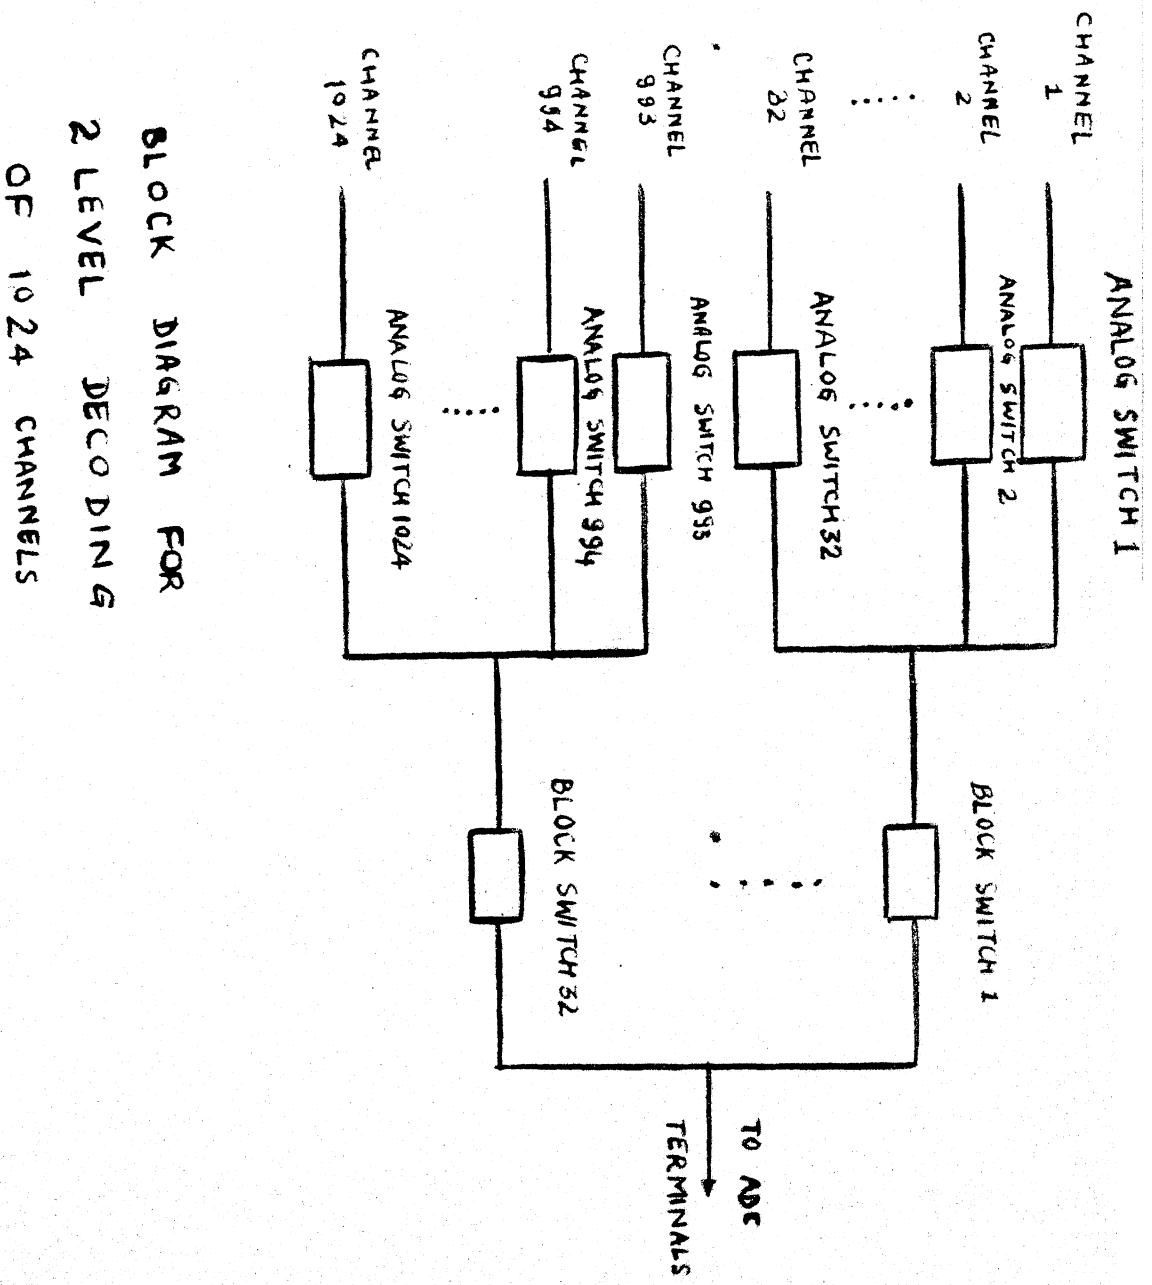 CHANNEL
1
ANALOG SWITCH 1
CHANNEL
2
ANALOG SWITCH 2
CHANNEL
32
ANALOG SWITCH 32
BLOCK SWITCH 1
CHANNEL
993
ANALOG SWITCH 993
CHANNEL
994
ANALOG SWITCH 994
CHANNEL
1024
ANALOG SWITCH 1024
BLOCK SWITCH 32
TO ADC
TERMINALS
BLOCK DIAGRAM FOR
2 LEVEL DECODING
OF 1024 CHANNELS